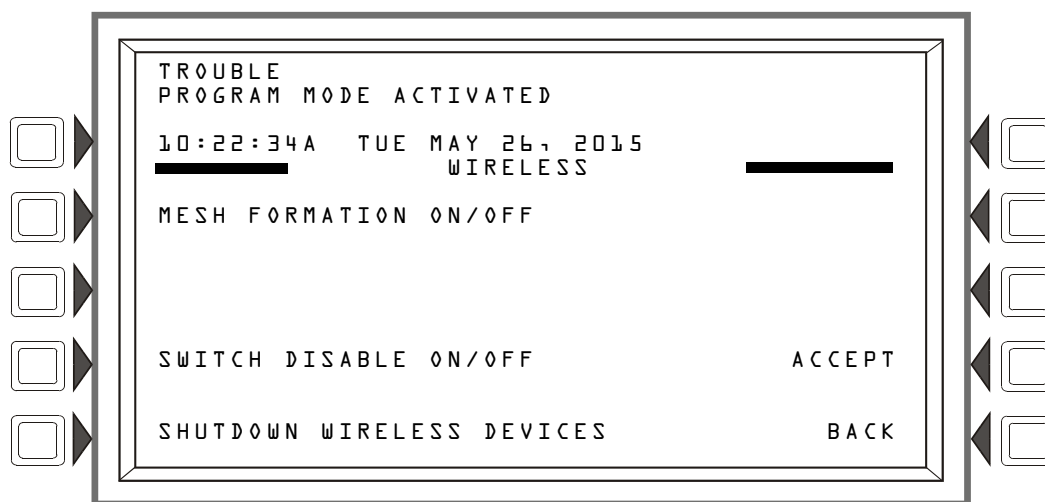 TROUBLE
PROGRAM MODE ACTIVATED
10:22:34A TUE MAY 26, 2015
WIRELESS
MESH FORMATION ON/OFF
SWITCH DISABLE ON/OFF ACCEPT
SHUTDOWN WIRELESS DEVICES BACK